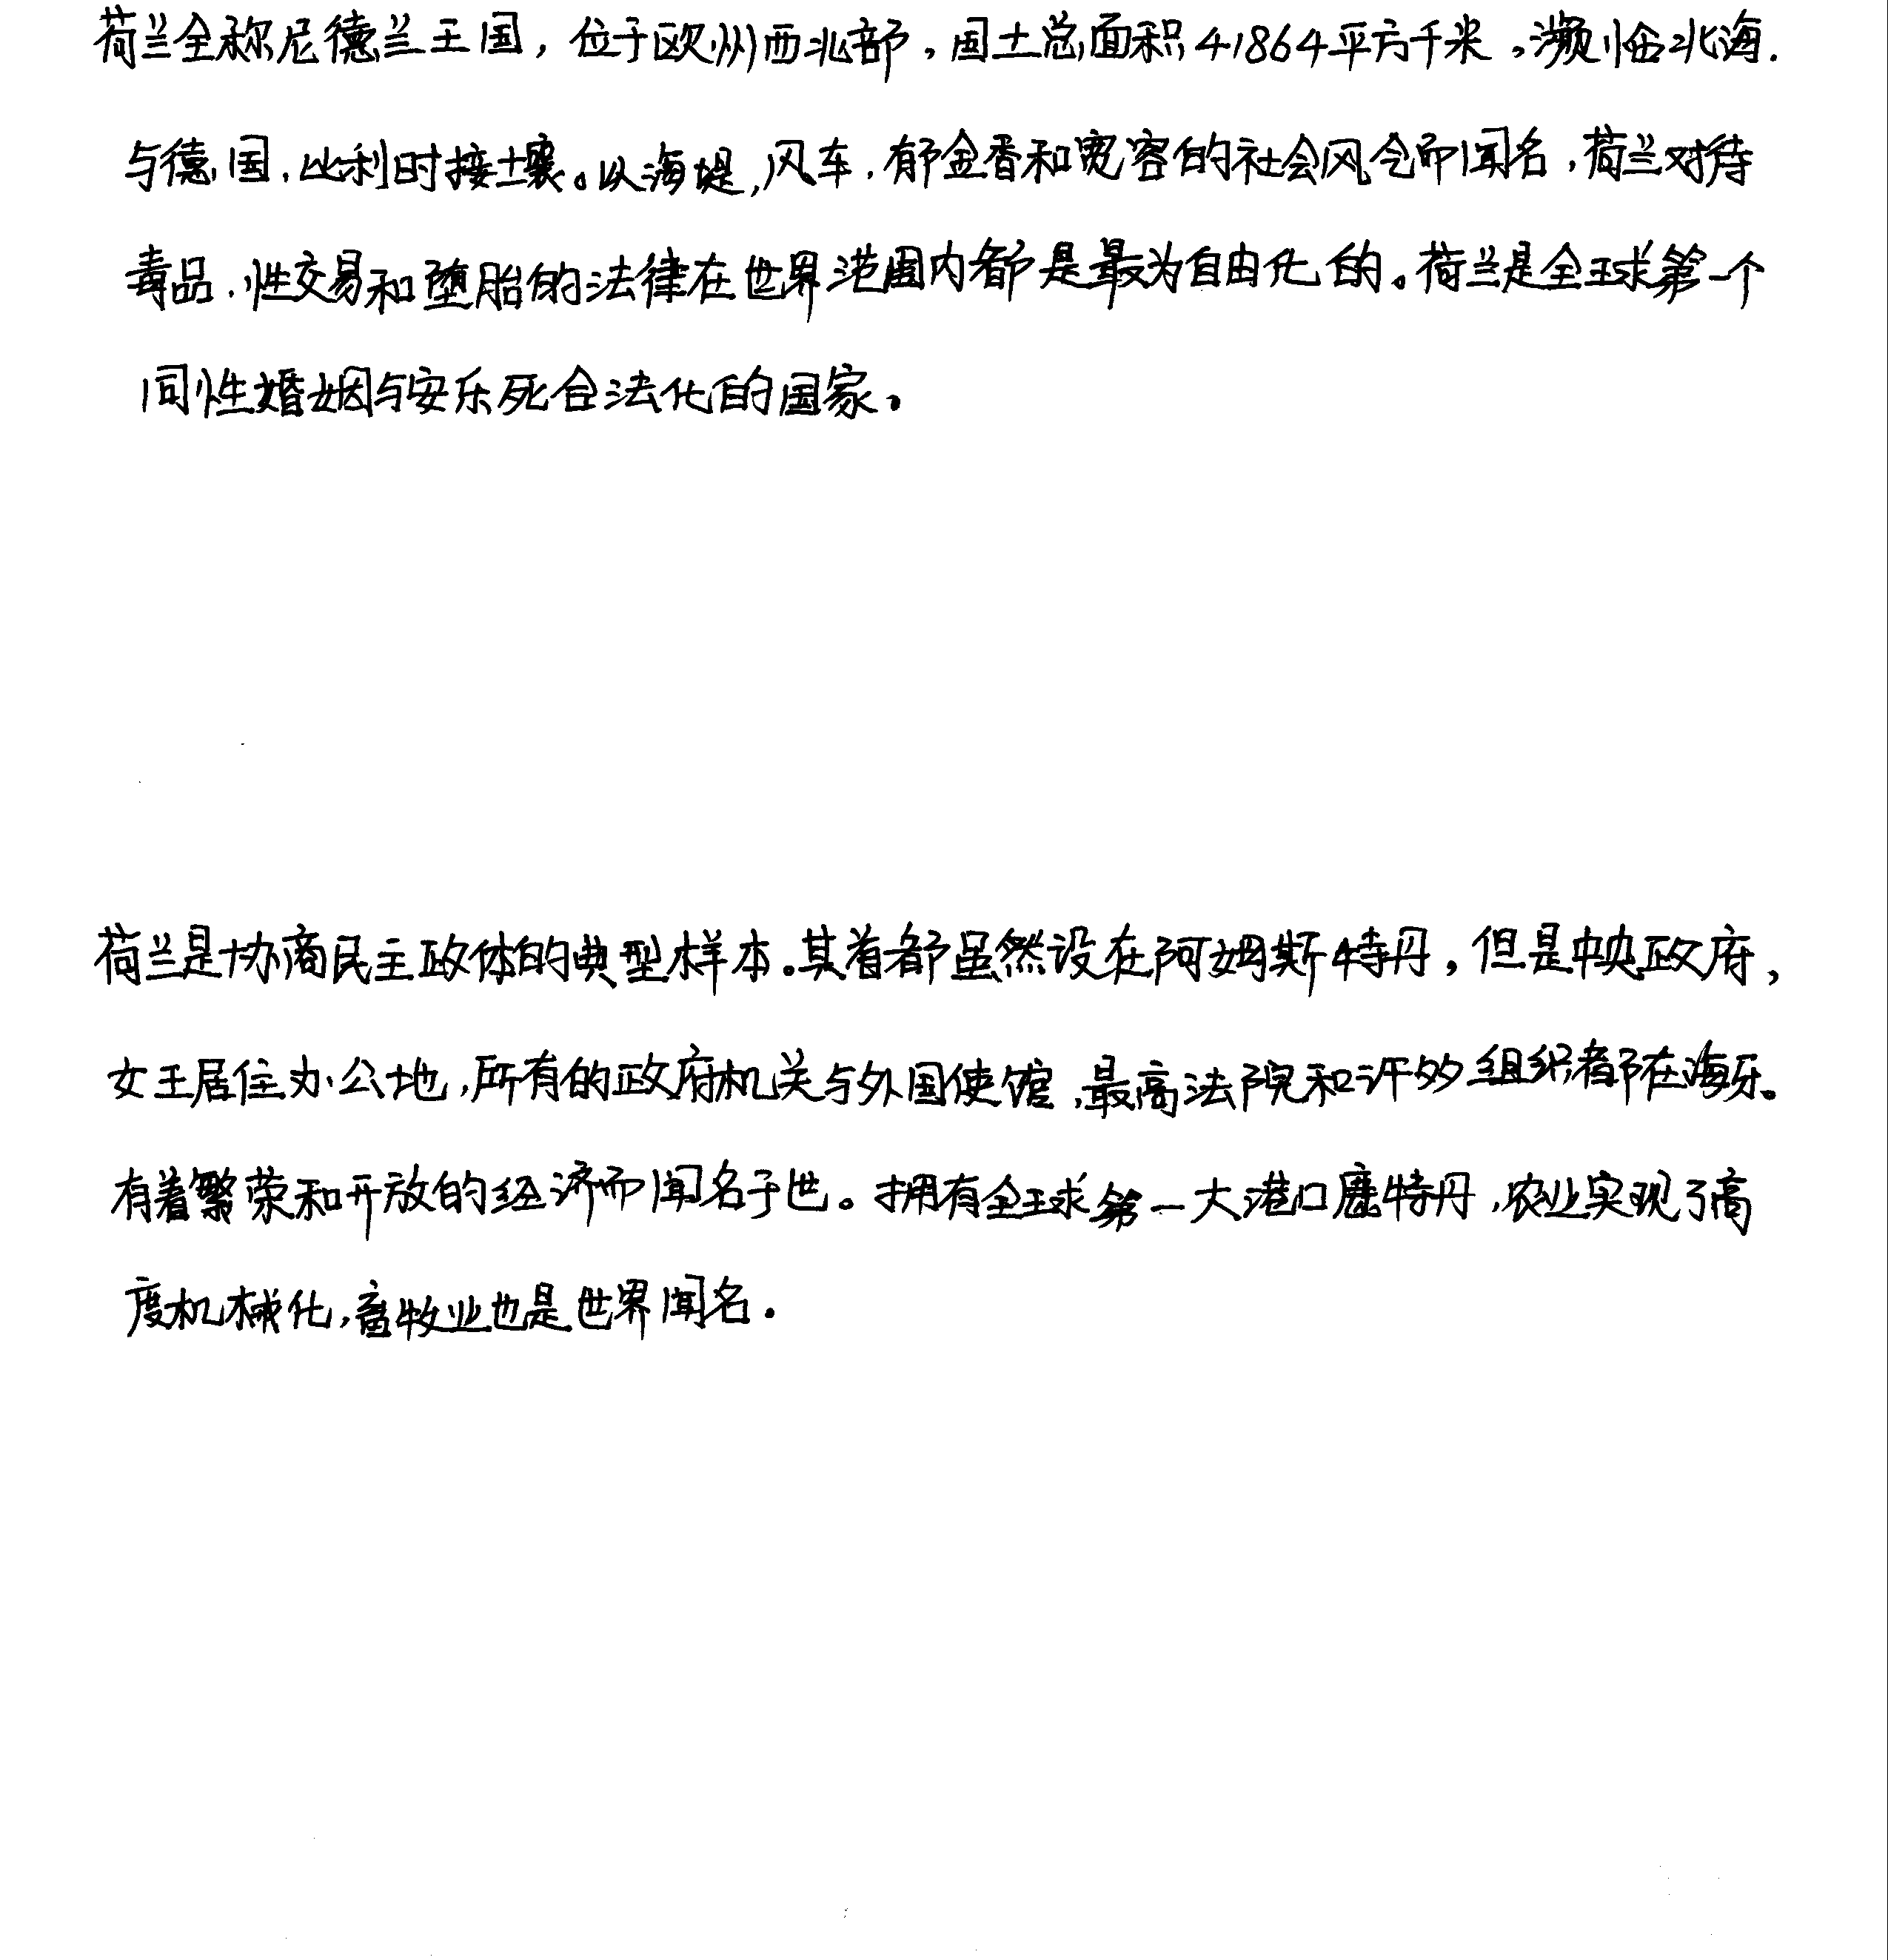 荷兰全称尼德兰王国，位于欧州西北部，国土总面积41864平方千米，濒临北海.
与德国.比利时接壤。以海堤,风车.郁金香和宽容的社会风气而闻名,荷兰对待
毒品.性交易和堕胎的法律在世界范围内都是最为自由化的。荷兰是全球第一个
同性婚姻与安乐死合法化的国家。
荷兰是协商民主政体的典型样本。其首都虽然设在阿姆斯特丹，但是中央政府，
女王居住办公地,所有的政府机关与外国使馆,最高法院和许多组织都在海牙。
有着繁荣和开放的经济而闻名于世。拥有全球第一大港口鹿特丹,农业实现了高
度机械化,畜牧业也是世界闻名.